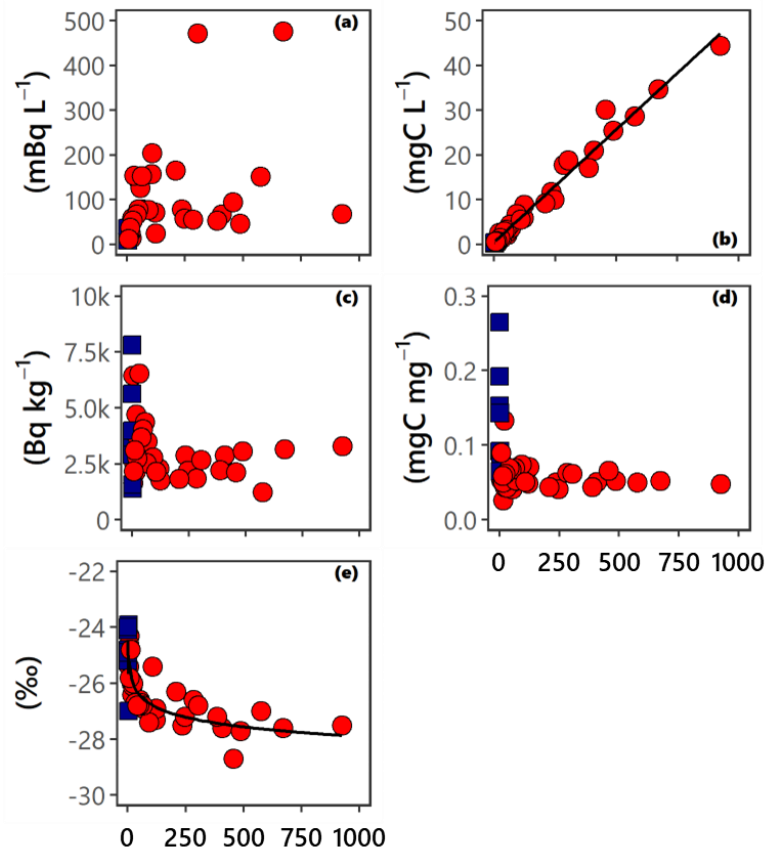 (a)
500
400
300
200
100
0
(mBq L⁻¹)
(b)
50
40
30
20
10
0
(mgC L⁻¹)
(c)
10k
7.5k
5.0k
2.5k
0
(Bq kg⁻¹)
(d)
0.3
0.2
0.1
0.0
(mgC mg⁻¹)
0 250 500 750 1000
(e)
-22
-24
-26
-28
-30
(‰)
0 250 500 750 1000